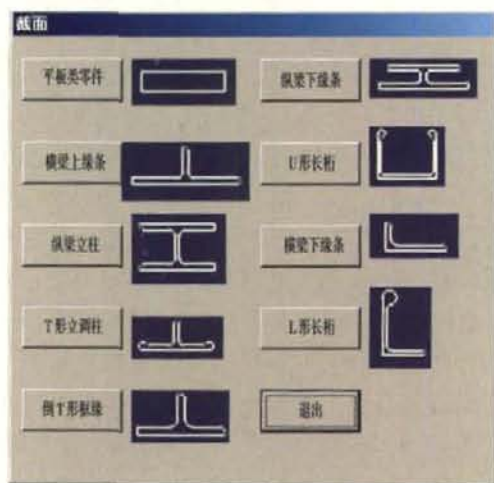 截面
平板类零件
纵梁下缘条
横梁上缘条
U形长桁
纵梁立柱
横梁下缘条
T形立调柱
L形长桁
倒T形框缘
退出